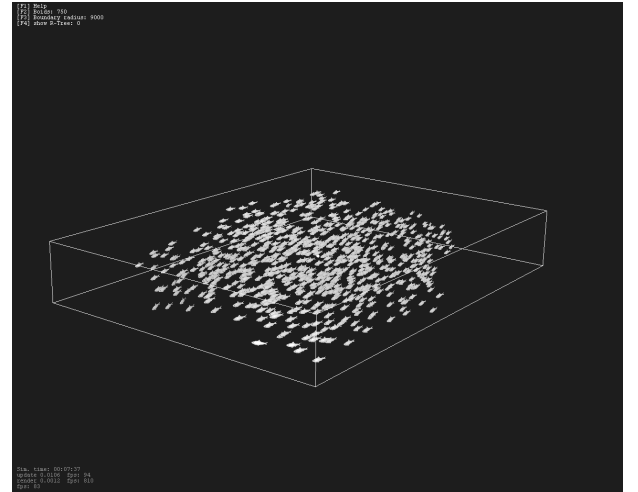 [F1] Help
[F2] Boids: 750
[F3] Boundary radius: 9000
[F4] show R-Tree: 0
Sim. time: 00:07:37
update 0.0106 fps: 94
render 0.0012 fps: 810
fps: 83